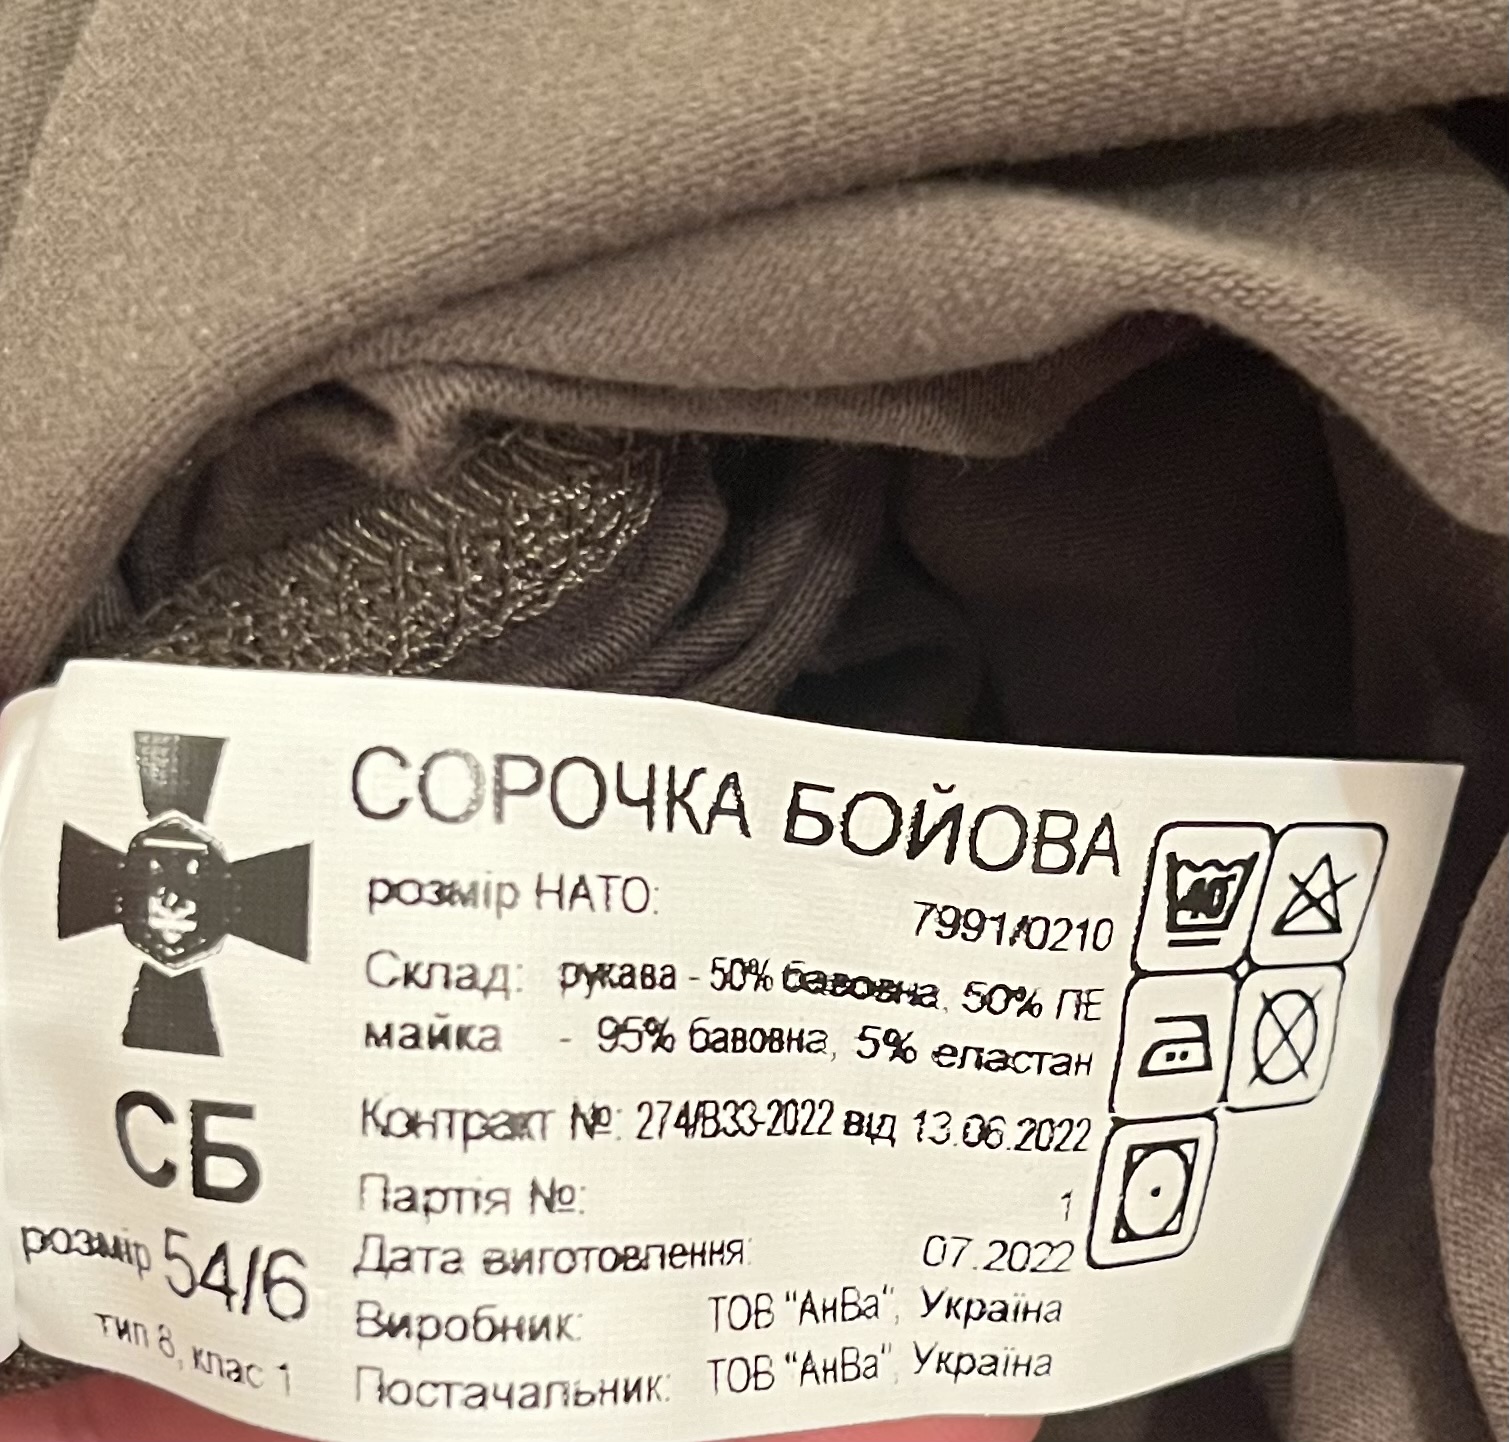 СОРОЧКА БОЙОВА
розмір НАТО: 7991/0210
Склад: рукава - 50% бавовна, 50% ПЕ
майка - 95% бавовна, 5% еластан
Контракт №: 274/В33-2022 від 13.06.2022
Партія №: 1
Дата виготовлення: 07.2022
Виробник: ТОВ "АнВа", Україна
Постачальник: ТОВ "АнВа", Україна
СБ
розмір 54/6
тип 8, клас 1
40